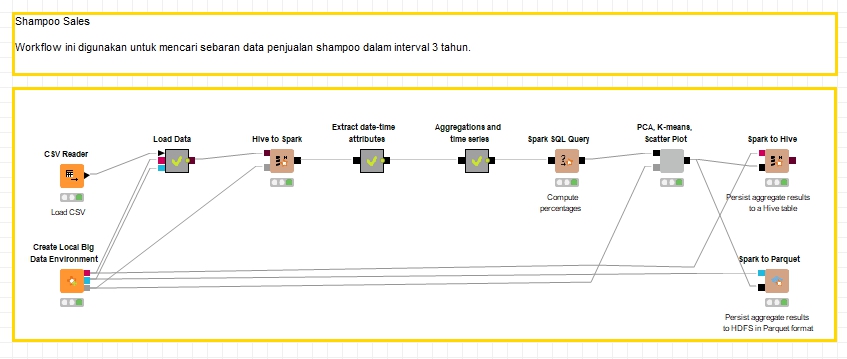 Shampoo Sales
Workflow ini digunakan untuk mencari sebaran data penjualan shampoo dalam interval 3 tahun.
CSV Reader
Load CSV
Load Data
Hive to Spark
Extract date-time
attributes
Aggregations and
time series
Spark SQL Query
Compute
percentages
PCA, K-means,
Scatter Plot
Spark to Hive
Persist aggregate results
to a Hive table
Create Local Big
Data Environment
Spark to Parquet
Persist aggregate results
to HDFS in Parquet format